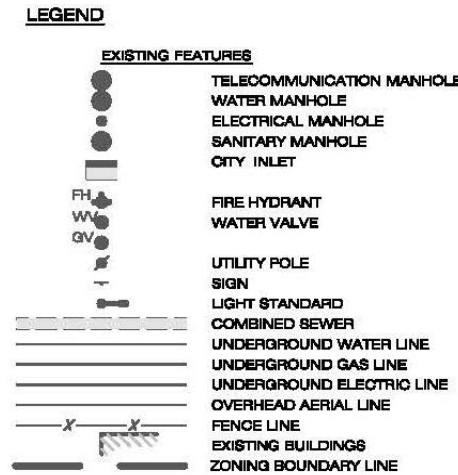 LEGEND
EXISTING FEATURES
TELECOMMUNICATION MANHOLE
WATER MANHOLE
ELECTRICAL MANHOLE
SANITARY MANHOLE
CITY INLET
FH FIRE HYDRANT
WV WATER VALVE
GV
UTILITY POLE
SIGN
LIGHT STANDARD
COMBINED SEWER
UNDERGROUND WATER LINE
UNDERGROUND GAS LINE
UNDERGROUND ELECTRIC LINE
OVERHEAD AERIAL LINE
X X FENCE LINE
EXISTING BUILDINGS
ZONING BOUNDARY LINE